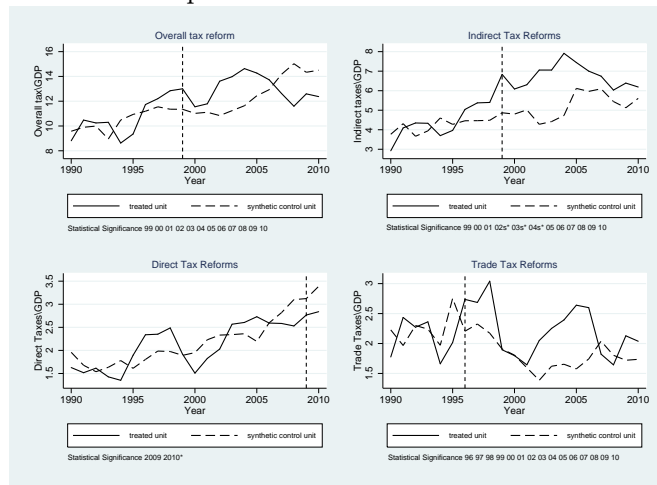 Overall tax reform
Overall tax\GDP
16
14
12
10
8
1990 1995 2000 2005 2010
Year
treated unit synthetic control unit
Statistical Significance 99 00 01 02 03 04 05 06 07 08 09 10
Indirect Tax Reforms
Indirect taxes\GDP
8
7
6
5
4
3
1990 1995 2000 2005 2010
Year
treated unit synthetic control unit
Statistical Significance 99 00 01 02s* 03s* 04s* 05 06 07 08 09 10
Direct Tax Reforms
Direct Taxes\GDP
3.5
3
2.5
2
1.5
1990 1995 2000 2005 2010
Year
treated unit synthetic control unit
Statistical Significance 2009 2010*
Trade Tax Reforms
Trade Taxes\GDP
3
2.5
2
1.5
1990 1995 2000 2005 2010
Year
treated unit synthetic control unit
Statistical Significance 96 97 98 99 00 01 02 03 04 05 06 07 08 09 10